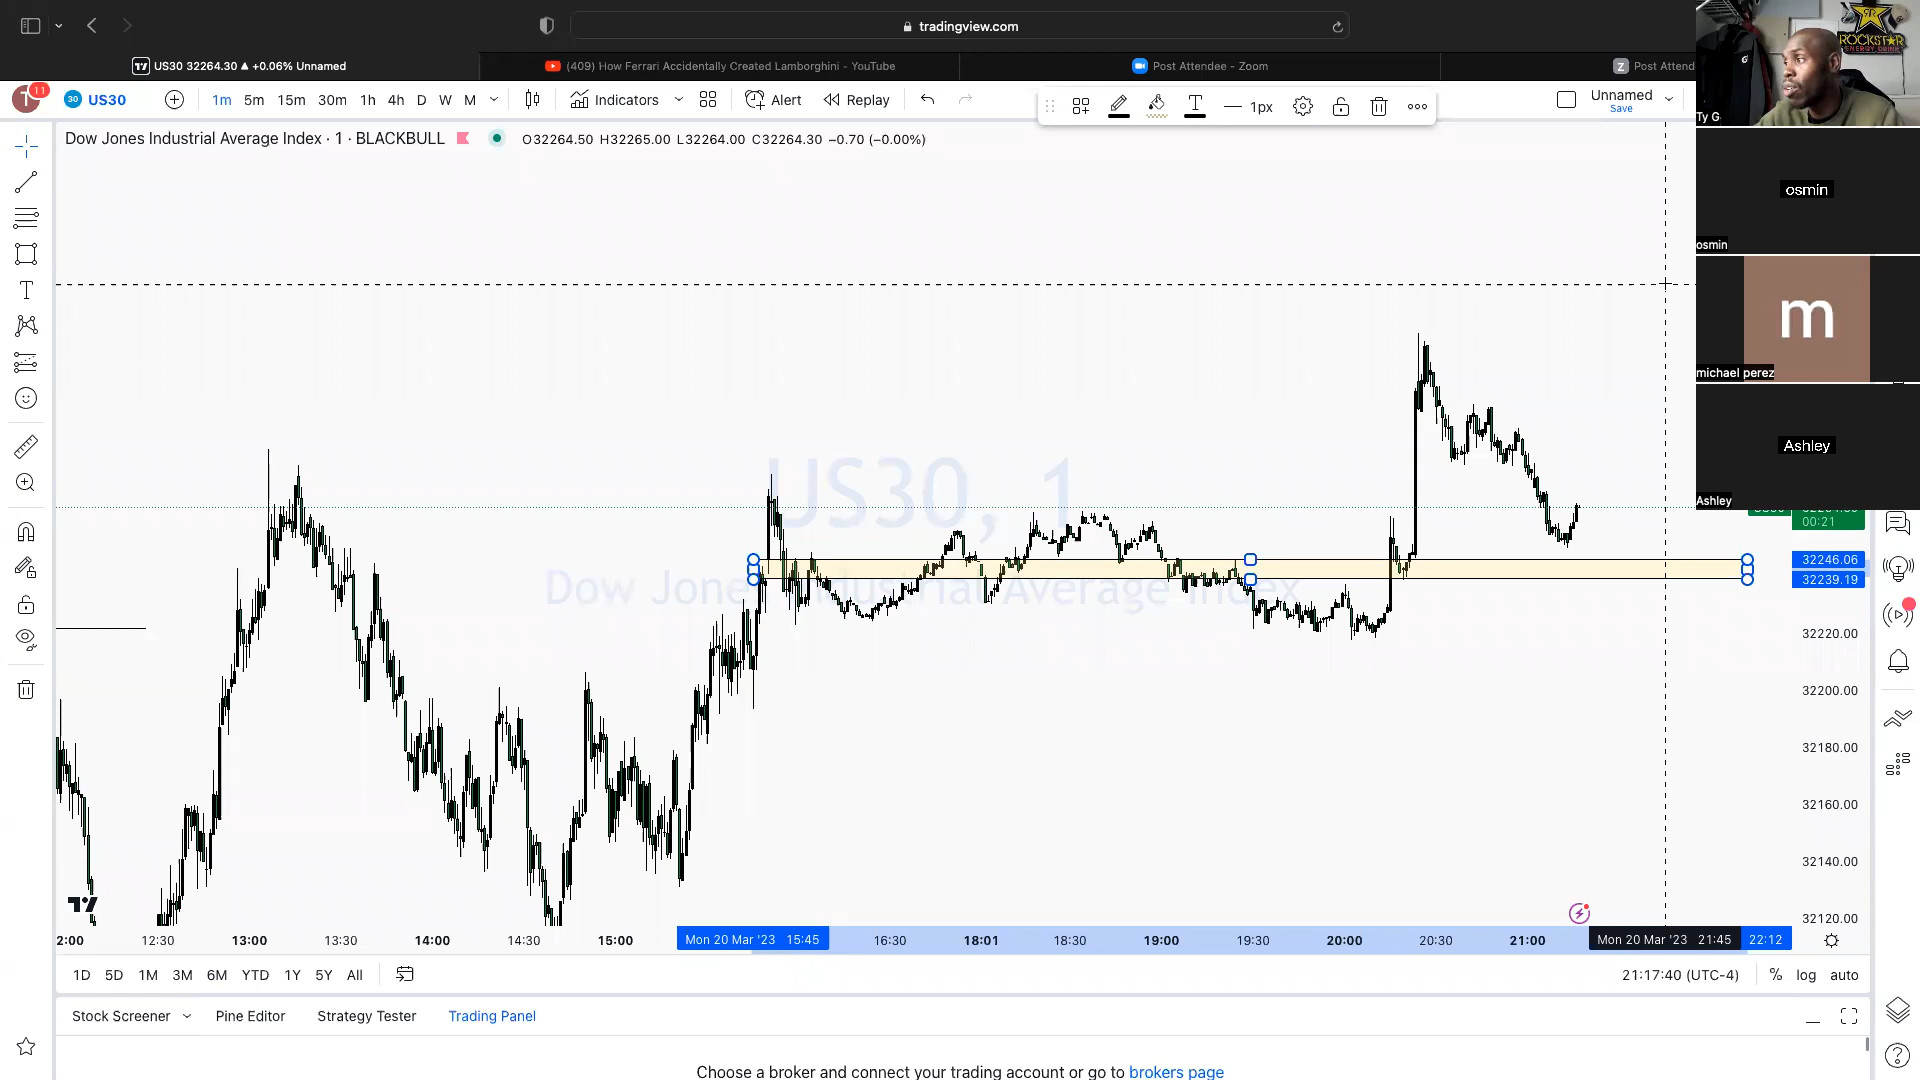 tradingview.com
US30 32264.30 ▲ +0.06% Unnamed
(409) How Ferrari Accidentally Created Lamborghini - YouTube
Post Attendee - Zoom
Post Attend
ROCKSTAR
ENERGY DRINK
Ty G
T 11
30 US30
1m 5m 15m 30m 1h 4h D W M
Indicators
Alert
Replay
T
1px
Unnamed
Save
Dow Jones Industrial Average Index · 1 · BLACKBULL
O32264.50 H32265.00 L32264.00 C32264.30 −0.70 (−0.00%)
osmin
osmin
m
michael perez
Ashley
Ashley
US30, 1
Dow Jones Industrial Average Index
00:21
32246.06
32239.19
32220.00
32200.00
32180.00
32160.00
32140.00
32120.00
2:00 12:30 13:00 13:30 14:00 14:30 15:00 Mon 20 Mar '23 15:45 16:30 18:01 18:30 19:00 19:30 20:00 20:30 21:00 Mon 20 Mar '23 21:45 22:12
1D 5D 1M 3M 6M YTD 1Y 5Y All
21:17:40 (UTC-4) % log auto
Stock Screener Pine Editor Strategy Tester Trading Panel
Choose a broker and connect your trading account or go to brokers page